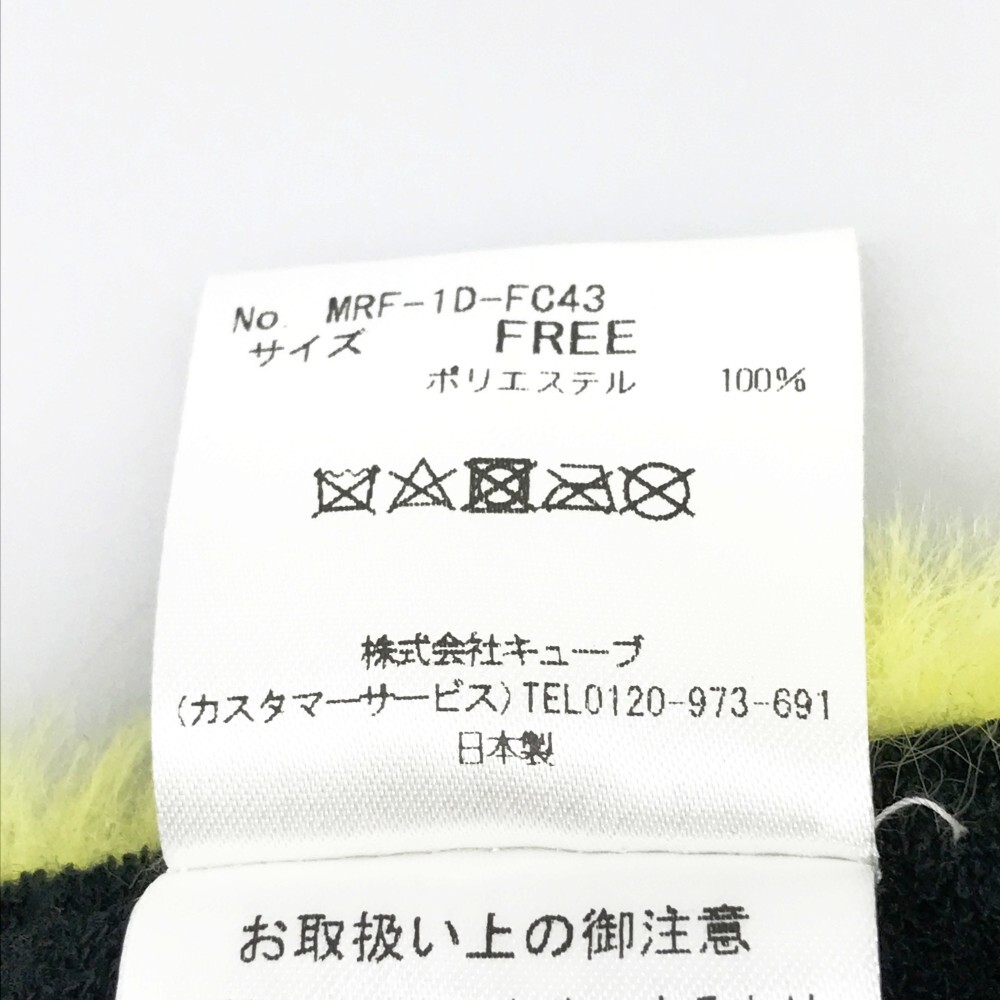 No. MRF-1D-FC43
サイズ FREE
ポリエステル 100%
株式会社キューブ
(カスタマーサービス)TEL0120-973-691
日本製
お取扱い上の御注意